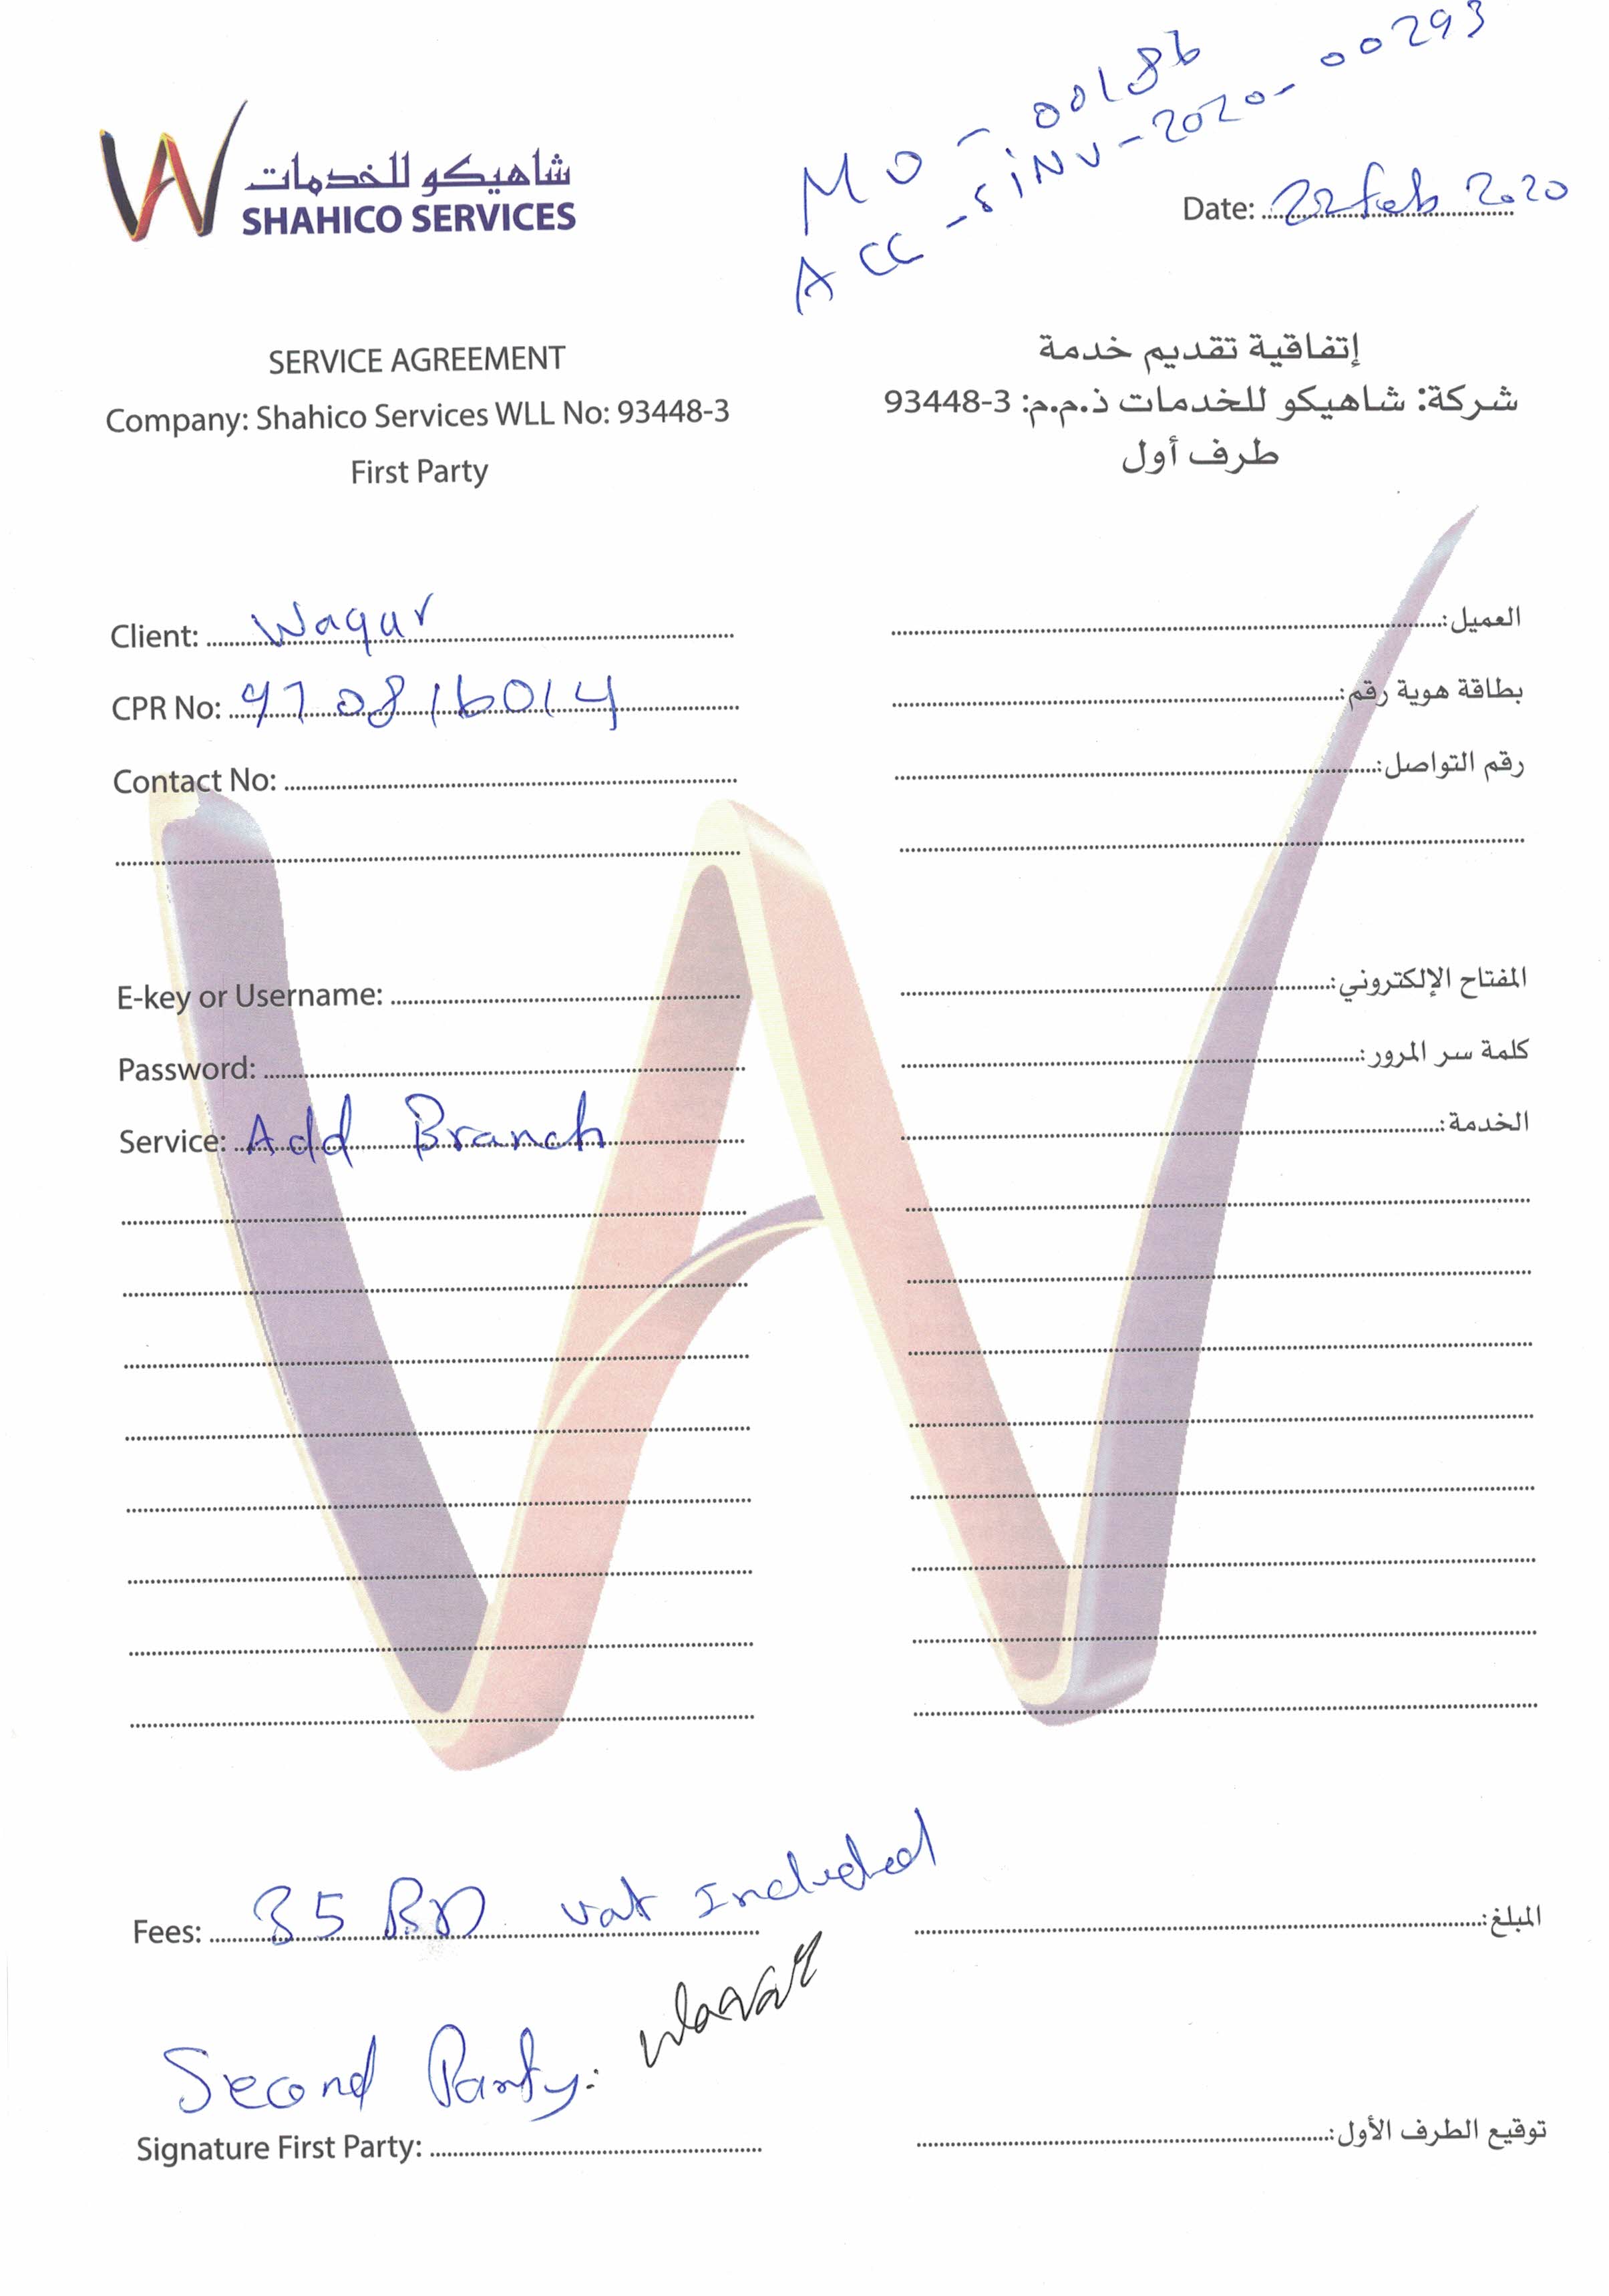 MO - 00186
ACC-SINV-2020-00293
شاهيكو للخدمات
SHAHICO SERVICES
Date: 22 Feb 2020
SERVICE AGREEMENT
Company: Shahico Services WLL No: 93448-3
First Party
إتفاقية تقديم خدمة
شركة: شاهيكو للخدمات ذ.م.م: 93448-3
طرف أول
Client: Waqar
العميل:
CPR No: 970816014
بطاقة هوية رقم:
Contact No:
رقم التواصل:
E-key or Username:
المفتاح الإلكتروني:
Password:
كلمة سر المرور:
Service: Add Branch
الخدمة:
Fees: 35 BD vat Included
المبلغ:
Second Party: Waqar
Signature First Party:
توقيع الطرف الأول: